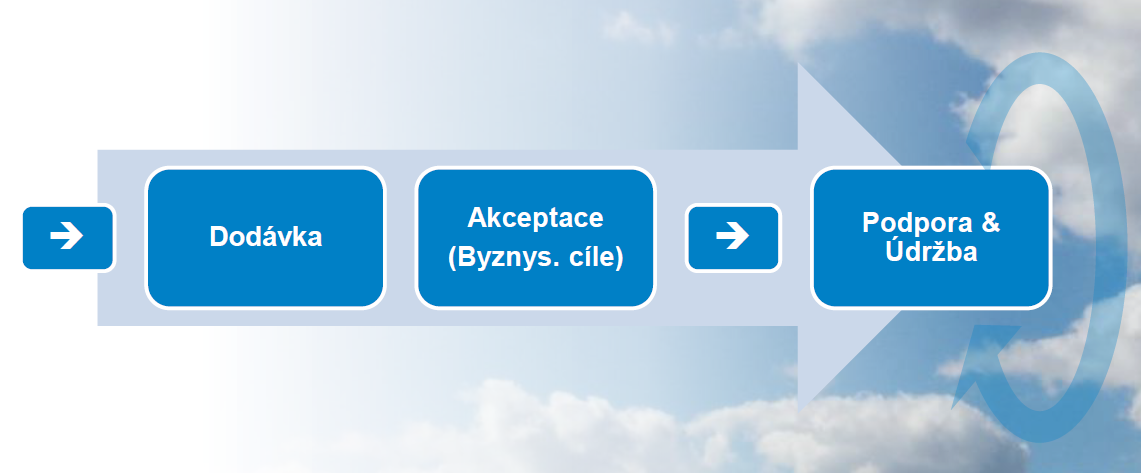 Dodávka
Akceptace
(Byznys. cíle)
Podpora &
Údržba